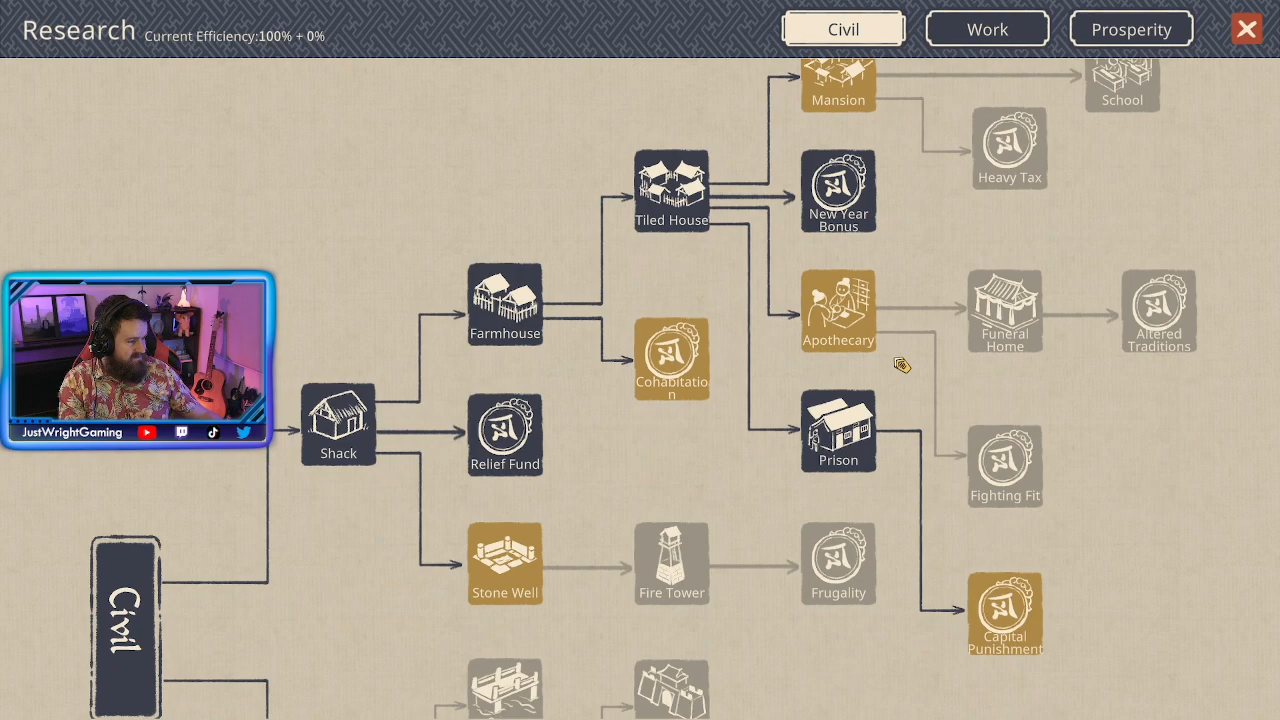 Research Current Efficiency:100% + 0%
Civil
Work
Prosperity
Mansion
School
Heavy Tax
Tiled House
New Year
Bonus
Farmhouse
Cohabitatio
n
Apothecary
Funeral
Home
Altered
Traditions
JustWrightGaming
Shack
Relief Fund
Prison
Fighting Fit
Stone Well
Fire Tower
Frugality
Capital
Punishment
Civil